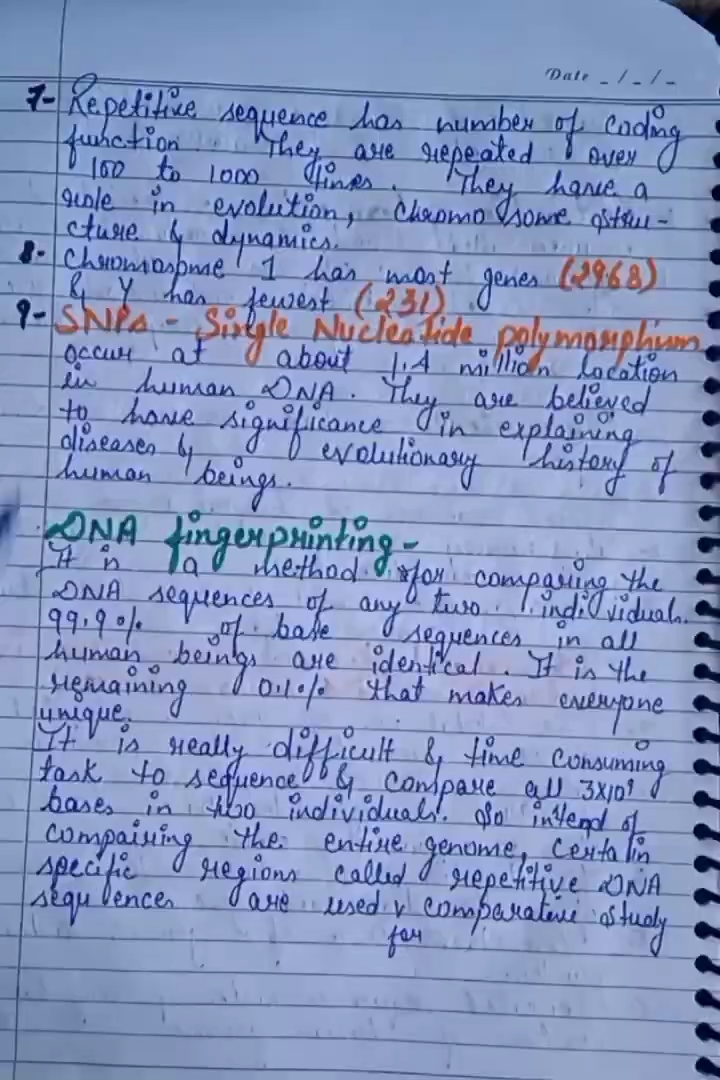 Date _/_/_
7- Repetitive sequence has number of coding
function. They are repeated over
100 to 1000 times. They have a
role in evolution, chromosome stru-
cture & dynamics.
8- Chromosome 1 has most genes (2968)
& Y has fewest (231)
9- SNPs - Single Nucleotide polymorphism
occur at about 1.4 million location
in human DNA. They are believed
to have significance in explaining
diseases & evolutionary history of
human beings.
DNA fingerprinting -
It is a method for comparing the
DNA sequences of any two individuals.
99.9% of base sequences in all
human beings are identical. It is the
remaining 0.1% that makes everyone
unique.
It is really difficult & time consuming
task to sequence & compare all 3x10⁹
bases in two individuals. So intend of
compairing the entire genome, certain
specific regions called repetitive DNA
sequences are used for comparative study